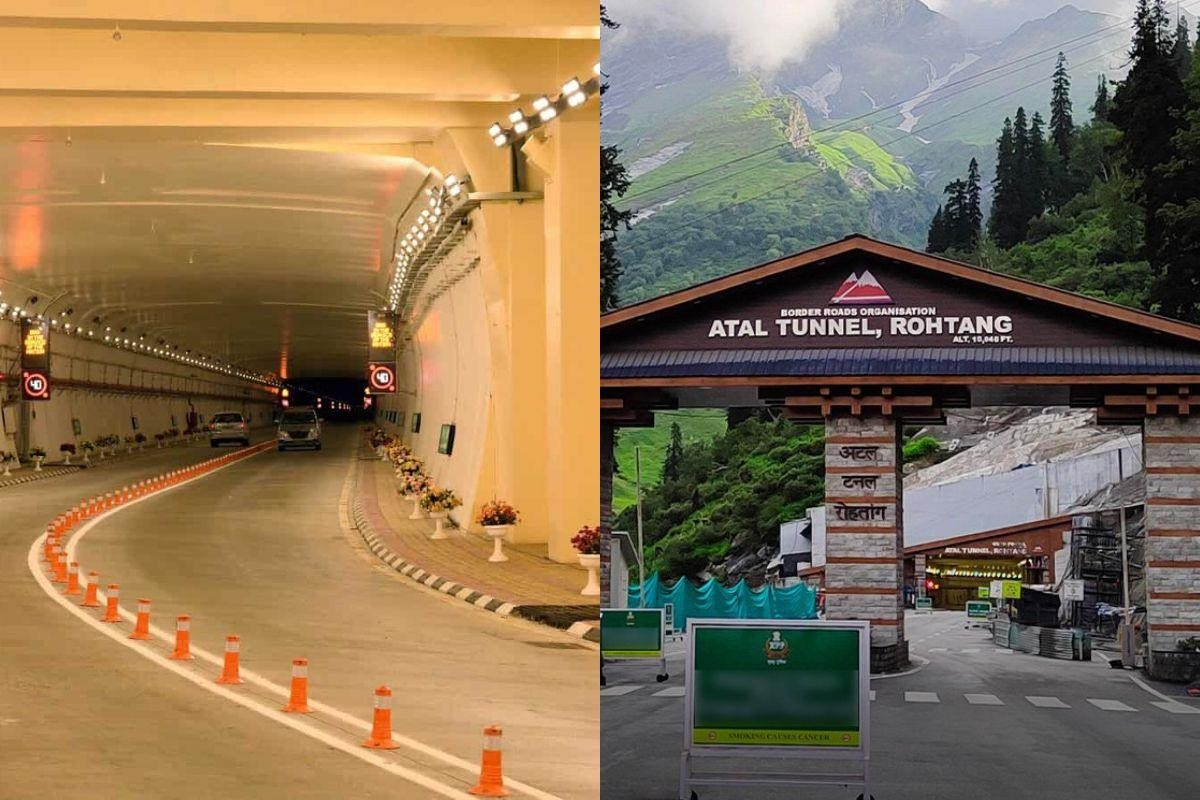 40
40
BORDER ROADS ORGANISATION
ATAL TUNNEL, ROHTANG
ALT. 10,040 FT.
अटल
टनल
रोहतांग
ATAL TUNNEL, ROHTANG
SMOKING CAUSES CANCER